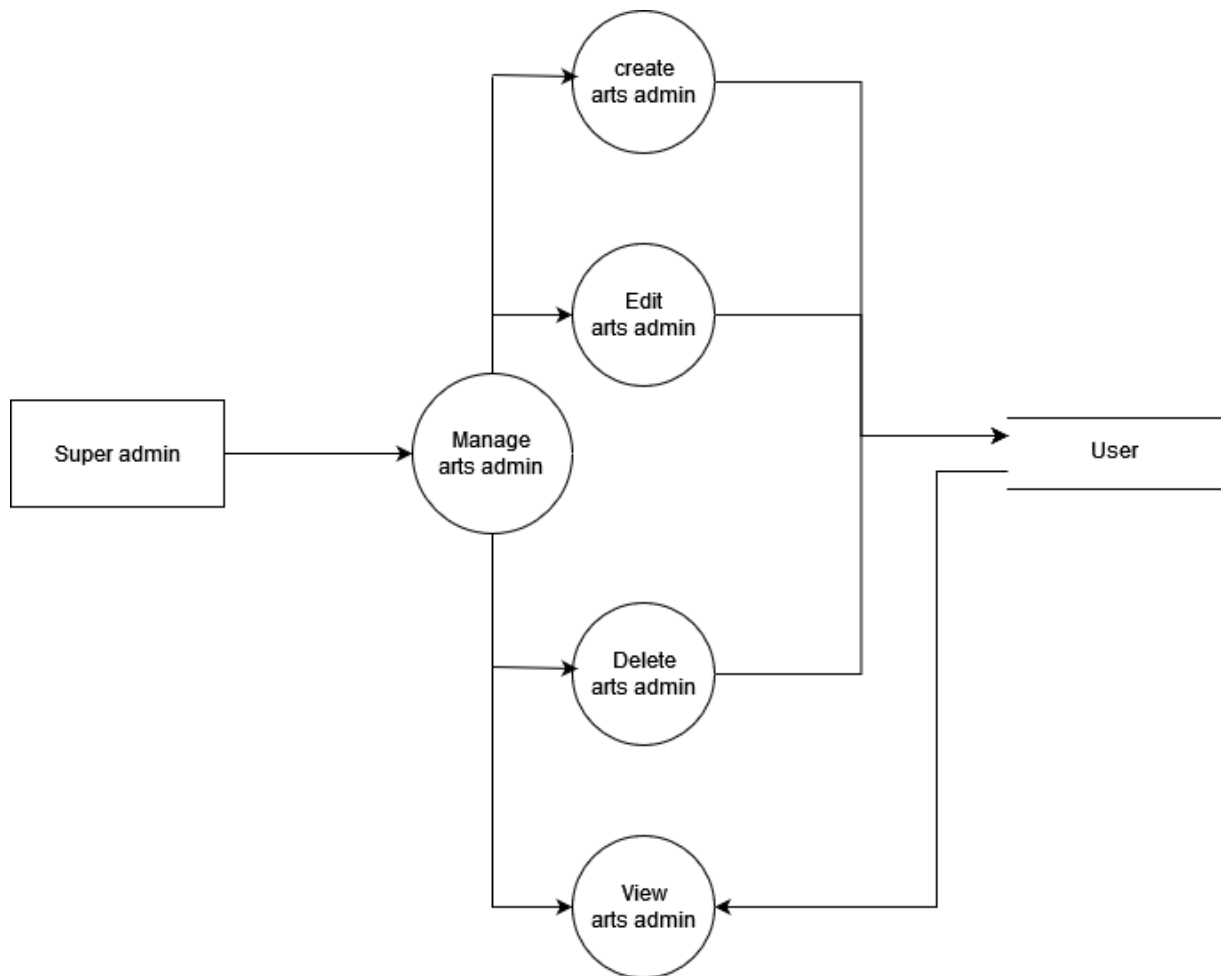 create
arts admin
Edit
arts admin
Super admin
Manage
arts admin
User
Delete
arts admin
View
arts admin